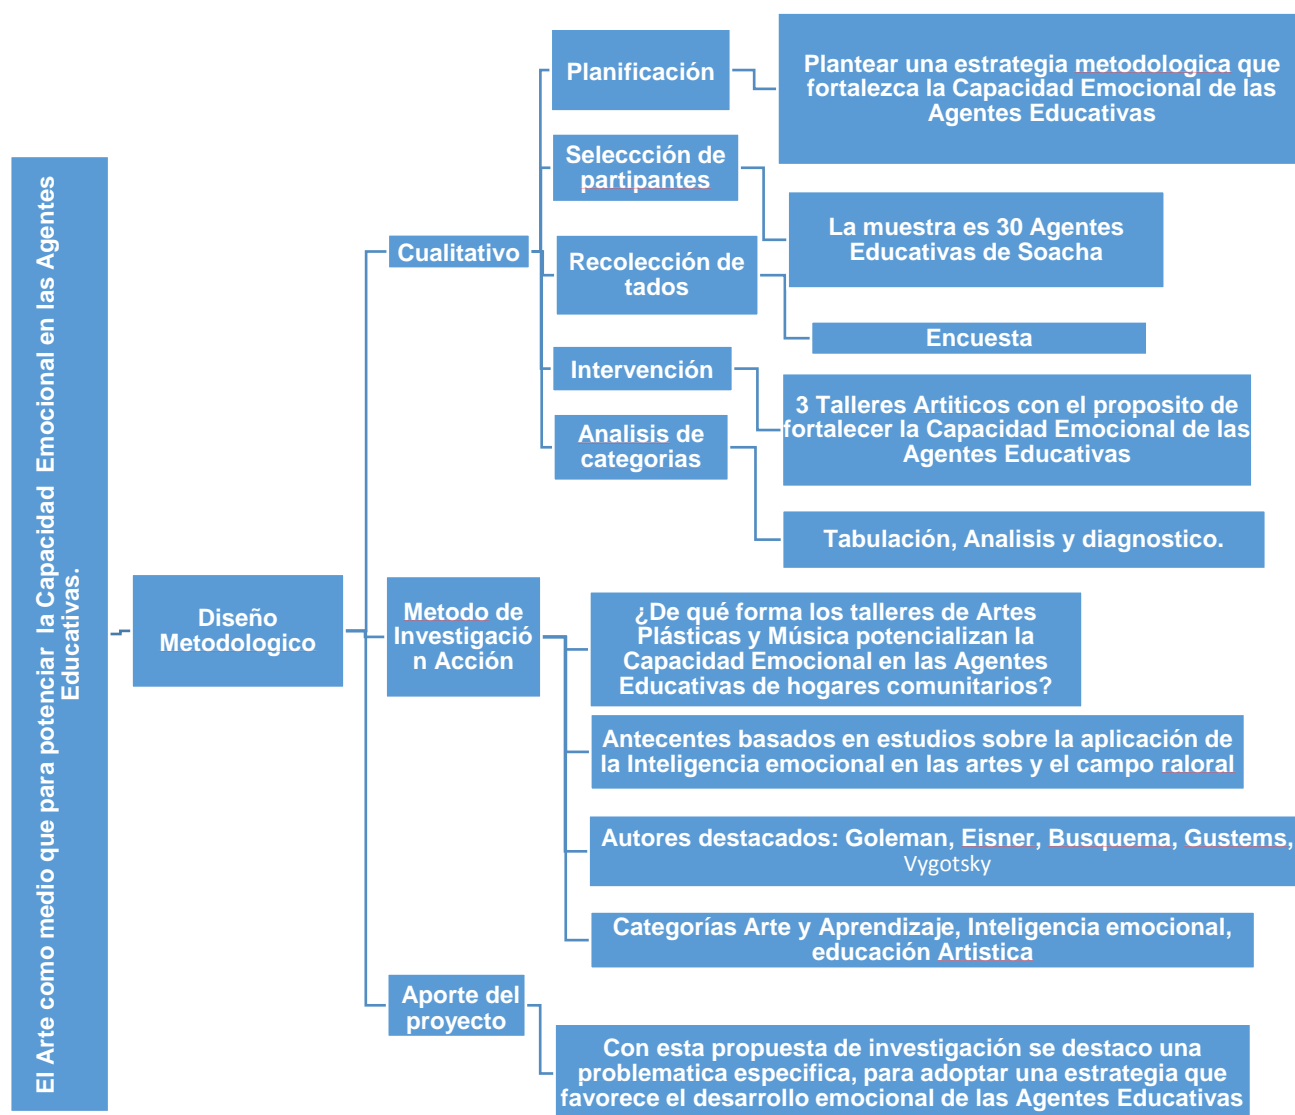 El Arte como medio que para potenciar la Capacidad Emocional en las Agentes
Educativas.
Diseño
Metodologico
Cualitativo
Planificación
Plantear una estrategia metodologica que
fortalezca la Capacidad Emocional de las
Agentes Educativas
Seleccción de
partipantes
La muestra es 30 Agentes
Educativas de Soacha
Recolección de
tados
Encuesta
Intervención
3 Talleres Artiticos con el proposito de
fortalecer la Capacidad Emocional de las
Agentes Educativas
Analisis de
categorias
Tabulación, Analisis y diagnostico.
Metodo de
Investigació
n Acción
¿De qué forma los talleres de Artes
Plásticas y Música potencializan la
Capacidad Emocional en las Agentes
Educativas de hogares comunitarios?
Antecentes basados en estudios sobre la aplicación de
la Inteligencia emocional en las artes y el campo raloral
Autores destacados: Goleman, Eisner, Busquema, Gustems,
Vygotsky
Categorías Arte y Aprendizaje, Inteligencia emocional,
educación Artistica
Aporte del
proyecto
Con esta propuesta de investigación se destaco una
problematica especifica, para adoptar una estrategia que
favorece el desarrollo emocional de las Agentes Educativas